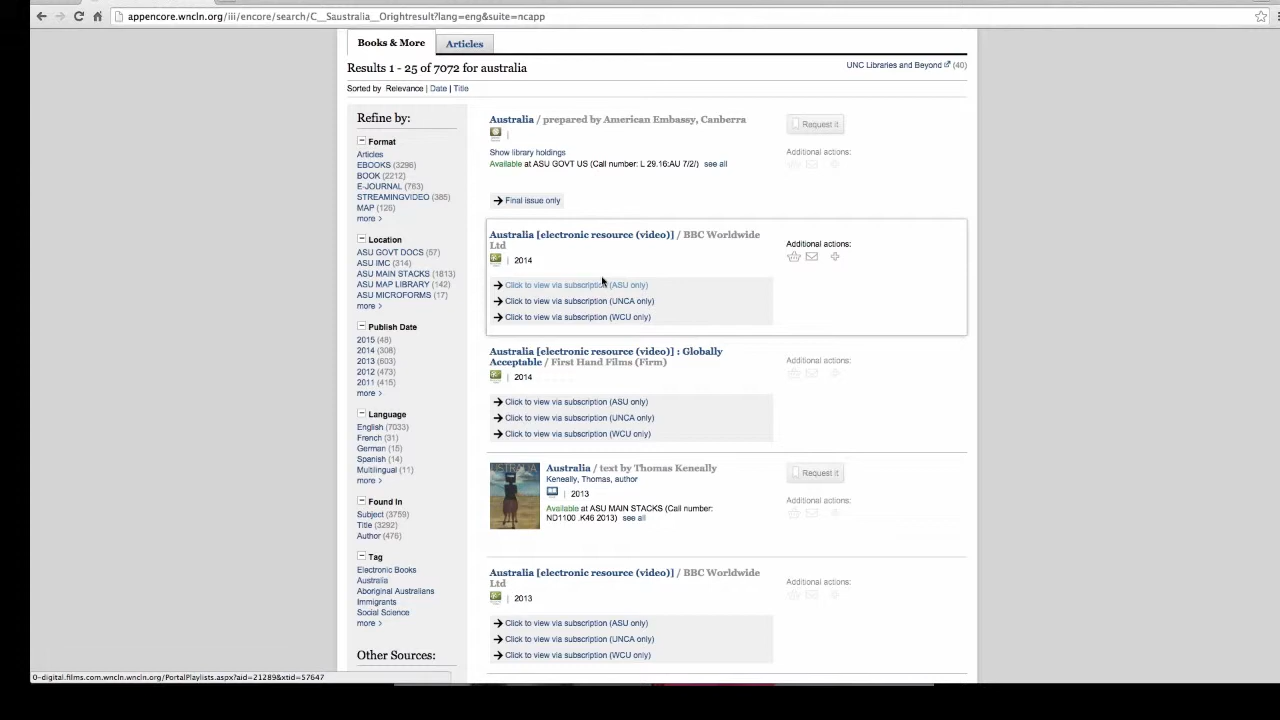 appencore.wncln.org/iii/encore/search/C__Saustralia__Orightresult?lang=eng&suite=ncapp
Books & More
Articles
Results 1 - 25 of 7072 for australia
UNC Libraries and Beyond (40)
Sorted by Relevance | Date | Title
Refine by:
Format
Articles
EBOOKS (3296)
BOOK (2212)
E-JOURNAL (763)
STREAMINGVIDEO (385)
MAP (126)
more >
Location
ASU GOVT DOCS (57)
ASU IMC (314)
ASU MAIN STACKS (1813)
ASU MAP LIBRARY (142)
ASU MICROFORMS (17)
more >
Publish Date
2015 (48)
2014 (308)
2013 (603)
2012 (473)
2011 (415)
more >
Language
English (7033)
French (31)
German (15)
Spanish (14)
Multilingual (11)
more >
Found In
Subject (3759)
Title (3292)
Author (476)
Tag
Electronic Books
Australia
Aboriginal Australians
Immigrants
Social Science
more >
Other Sources:
Australia / prepared by American Embassy, Canberra
|
Show library holdings
Available at ASU GOVT US (Call number: L 29.16:AU 7/2/) see all
Final issue only
Request it
Additional actions:
Australia [electronic resource (video)] / BBC Worldwide
Ltd
| 2014
Click to view via subscription (ASU only)
Click to view via subscription (UNCA only)
Click to view via subscription (WCU only)
Additional actions:
Australia [electronic resource (video)] : Globally
Acceptable / First Hand Films (Firm)
| 2014
Click to view via subscription (ASU only)
Click to view via subscription (UNCA only)
Click to view via subscription (WCU only)
Additional actions:
Australia / text by Thomas Keneally
Keneally, Thomas, author
| 2013
Available at ASU MAIN STACKS (Call number:
ND1100 .K46 2013) see all
Request it
Additional actions:
Australia [electronic resource (video)] / BBC Worldwide
Ltd
| 2013
Click to view via subscription (ASU only)
Click to view via subscription (UNCA only)
Click to view via subscription (WCU only)
Additional actions:
0-digital.films.com.wncln.wncln.org/PortalPlaylists.aspx?aid=21289&xtid=57647